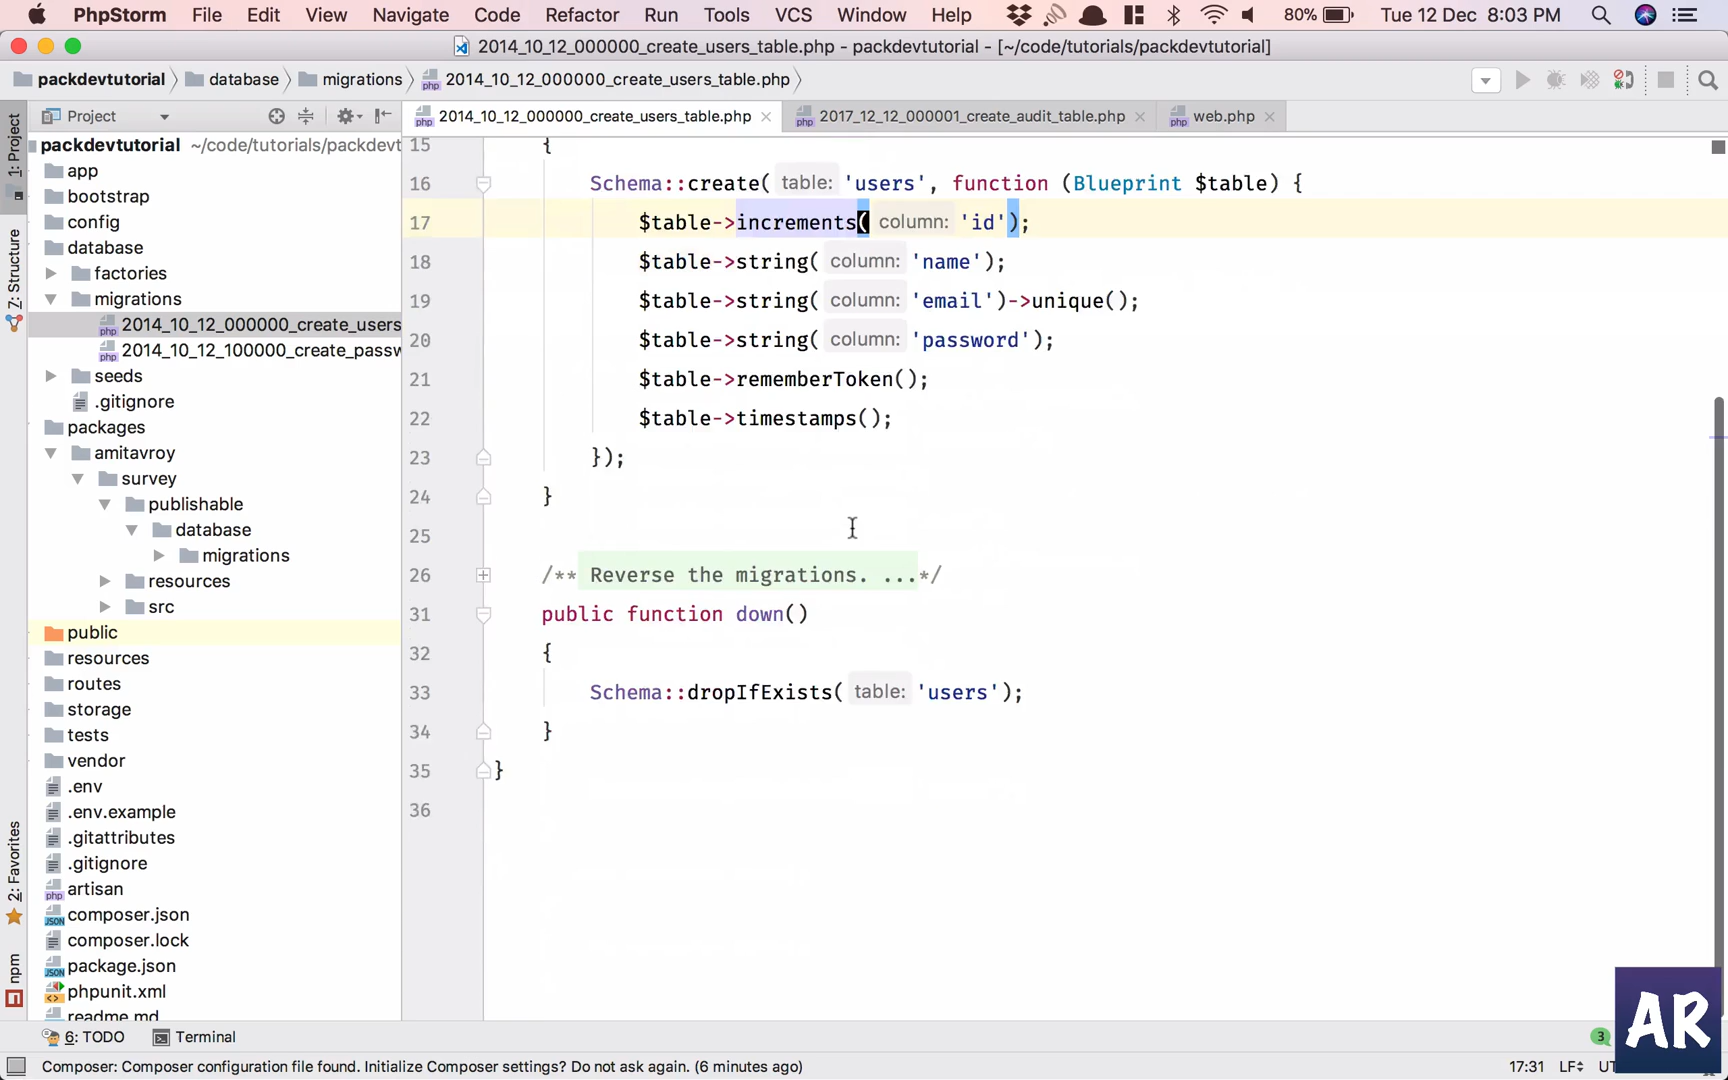 PhpStorm File Edit View Navigate Code Refactor Run Tools VCS Window Help 80% Tue 12 Dec 8:03 PM
2014_10_12_000000_create_users_table.php - packdevtutorial - [~/code/tutorials/packdevtutorial]
packdevtutorial database migrations 2014_10_12_000000_create_users_table.php
Project 2014_10_12_000000_create_users_table.php 2017_12_12_000001_create_audit_table.php web.php
1: Project
7: Structure
2: Favorites
npm
packdevtutorial ~/code/tutorials/packdevt
app
bootstrap
config
database
factories
migrations
2014_10_12_000000_create_users
2014_10_12_100000_create_passw
seeds
.gitignore
packages
amitavroy
survey
publishable
database
migrations
resources
src
public
resources
routes
storage
tests
vendor
.env
.env.example
.gitattributes
.gitignore
artisan
composer.json
composer.lock
package.json
phpunit.xml
readme.md
15 {
16 Schema::create( table: 'users', function (Blueprint $table) {
17 $table->increments( column: 'id');
18 $table->string( column: 'name');
19 $table->string( column: 'email')->unique();
20 $table->string( column: 'password');
21 $table->rememberToken();
22 $table->timestamps();
23 });
24 }
25
26 /** Reverse the migrations. ...*/
31 public function down()
32 {
33 Schema::dropIfExists( table: 'users');
34 }
35 }
36
6: TODO Terminal 3
Composer: Composer configuration file found. Initialize Composer settings? Do not ask again. (6 minutes ago) 17:31 LF
AR